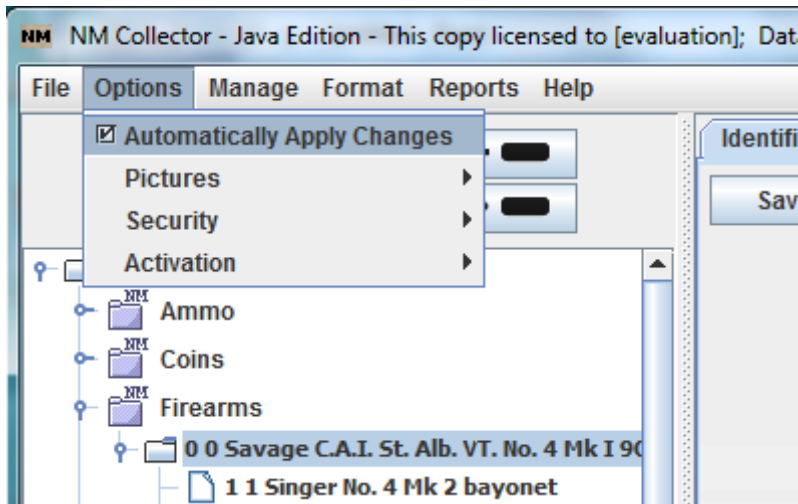 NM NM Collector - Java Edition - This copy licensed to [evaluation]; Dat
File Options Manage Format Reports Help
Automatically Apply Changes
Pictures
Security
Activation
Identifi
Sav
NM
Ammo
NM
Coins
NM
Firearms
0 0 Savage C.A.I. St. Alb. VT. No. 4 Mk I 90
1 1 Singer No. 4 Mk 2 bayonet